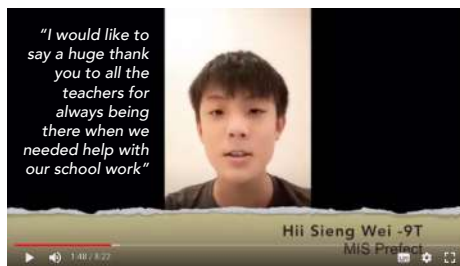 "I would like to
say a huge thank
you to all the
teachers for
always being
there when we
needed help with
our school work"
Hii Sieng Wei -9T
MIS Prefect
1:48 / 8:22